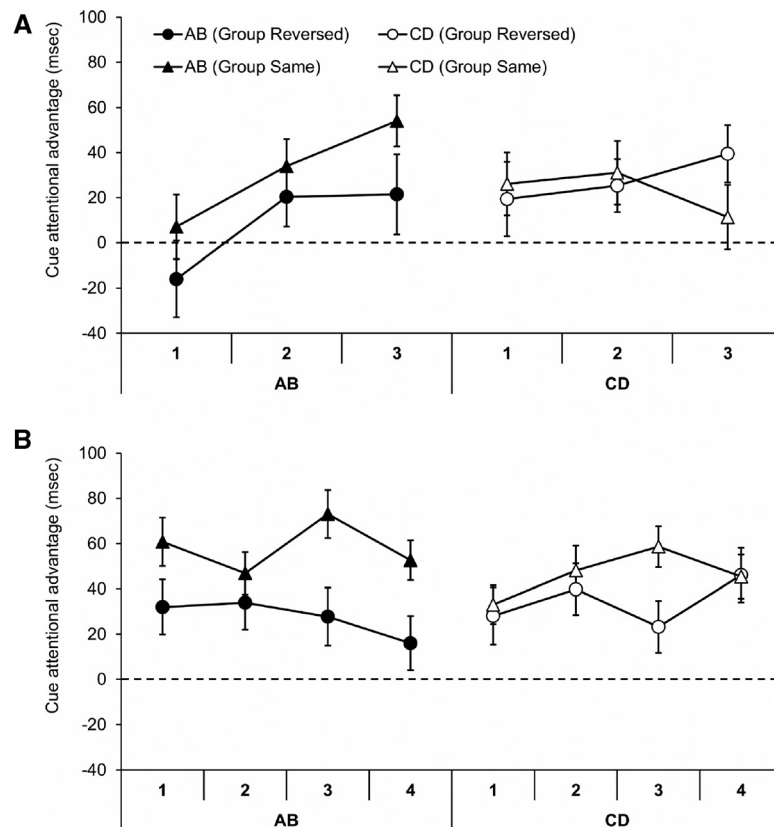 A
AB (Group Reversed) CD (Group Reversed)
AB (Group Same) CD (Group Same)
Cue attentional advantage (msec)
100
80
60
40
20
0
-20
-40
1 2 3 1 2 3
AB CD
B
Cue attentional advantage (msec)
100
80
60
40
20
0
-20
-40
1 2 3 4 1 2 3 4
AB CD